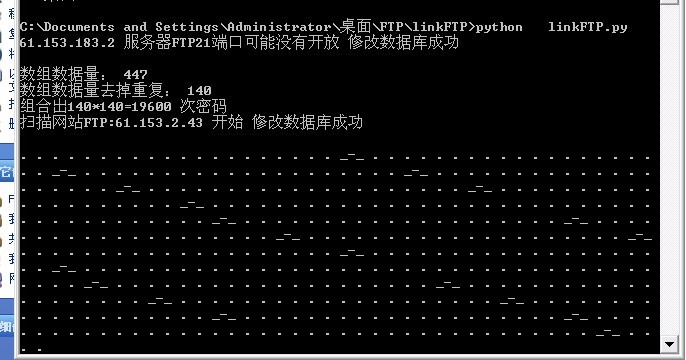 C:\Documents and Settings\Administrator\桌面\FTP\linkFTP>python   linkFTP.py
61.153.183.2 服务器FTP21端口可能没有开放 修改数据库成功
数组数据量： 447
数组数据量去掉重复： 140
组合出140*140=19600 次密码
扫描网站FTP:61.153.2.43 开始 修改数据库成功